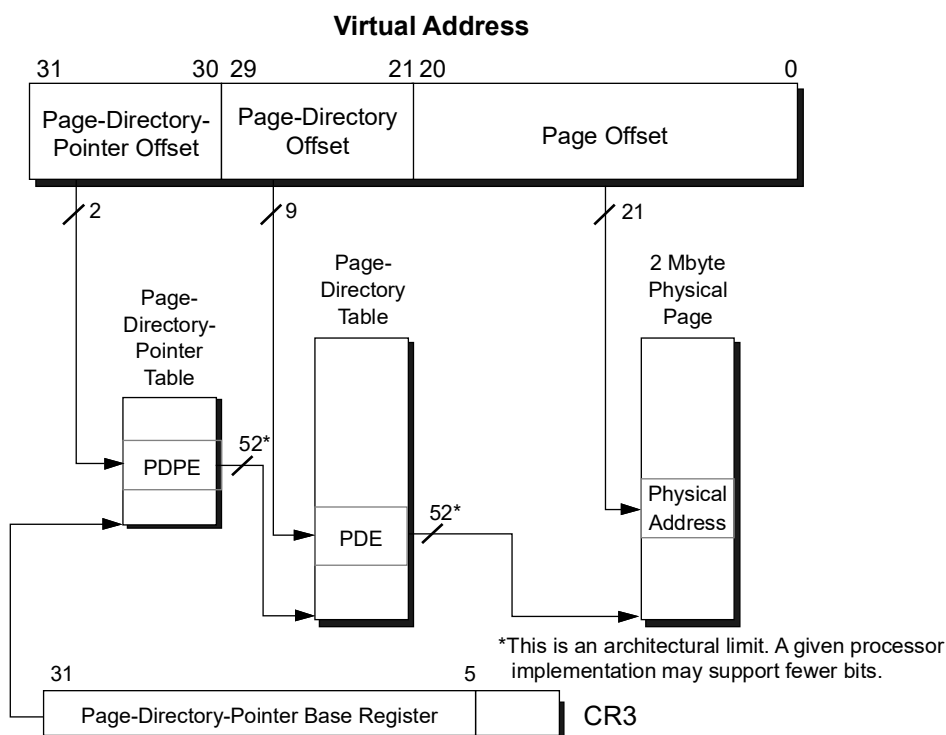 Virtual Address
31 30 29 21 20 0
Page-Directory-
Pointer Offset
Page-Directory
Offset
Page Offset
2 9 21
Page-
Directory-
Pointer
Table
Page-
Directory
Table
2 Mbyte
Physical
Page
PDPE
52*
PDE
52*
Physical
Address
*This is an architectural limit. A given processor
implementation may support fewer bits.
31 5
Page-Directory-Pointer Base Register
CR3